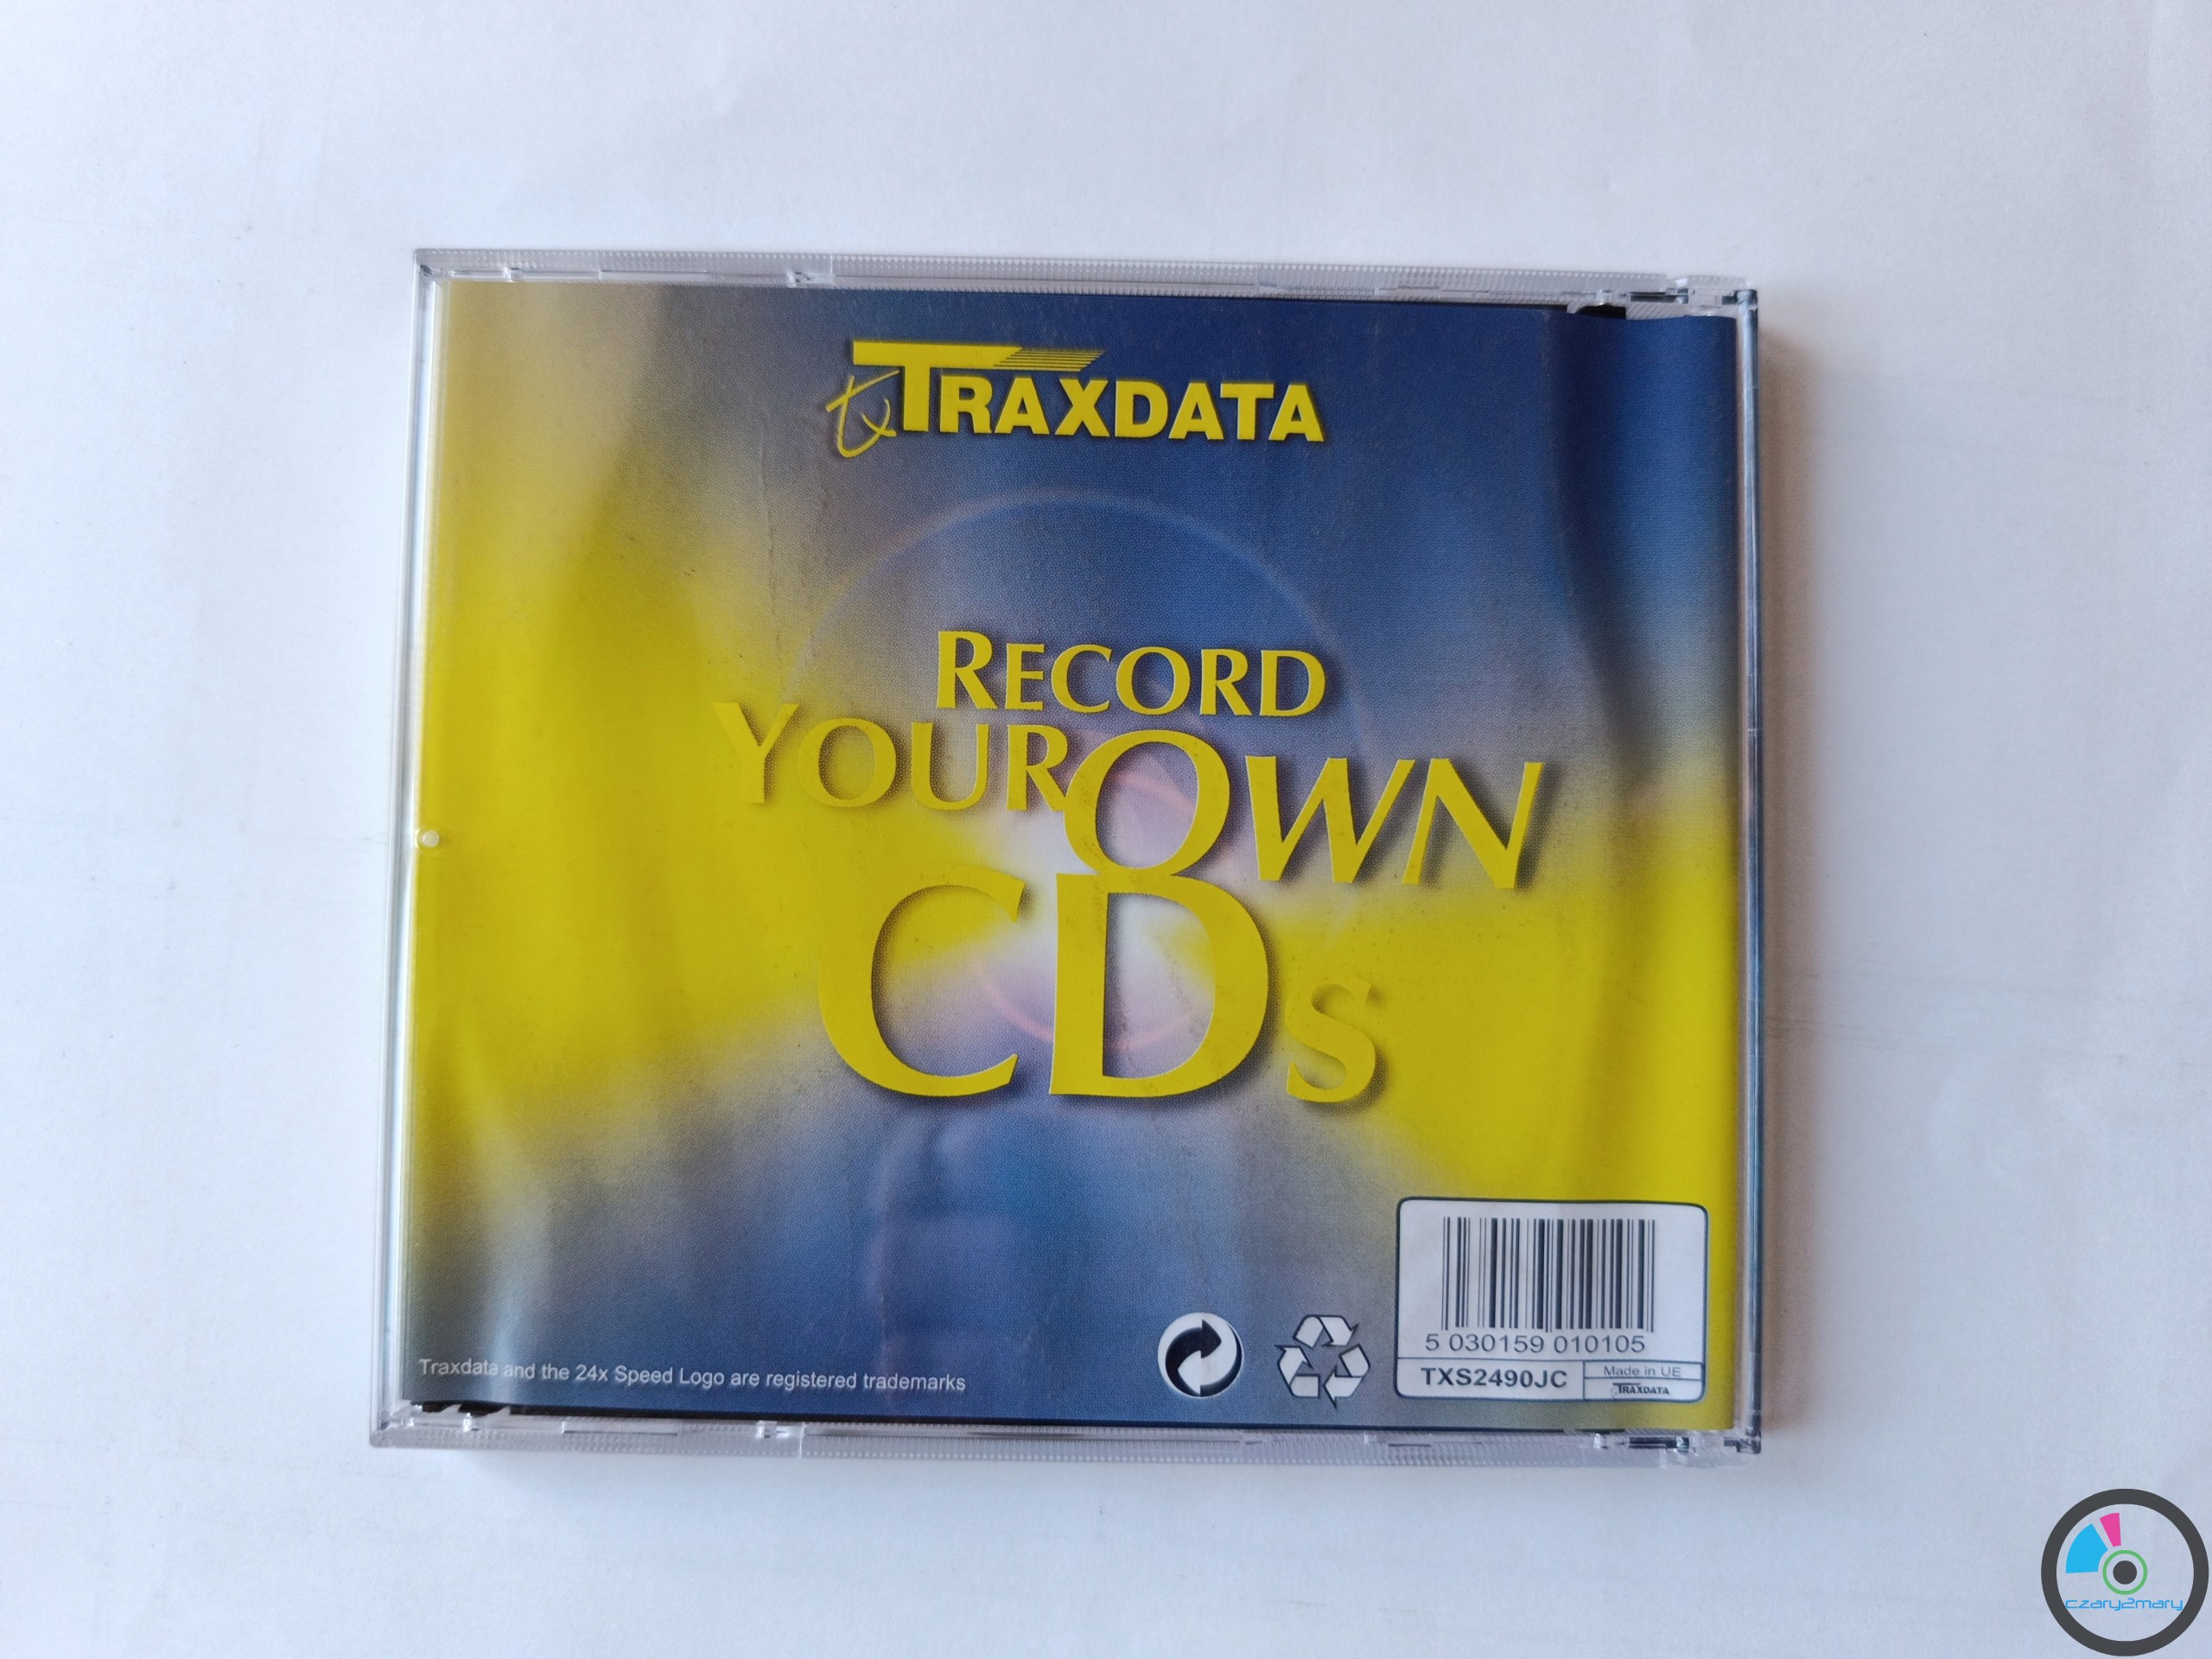 tx TRAXDATA
RECORD
YOUR OWN
CDs
5 030159 010105
TXS2490JC
Made in UE
TRAXDATA
Traxdata and the 24x Speed Logo are registered trademarks
czary2mary